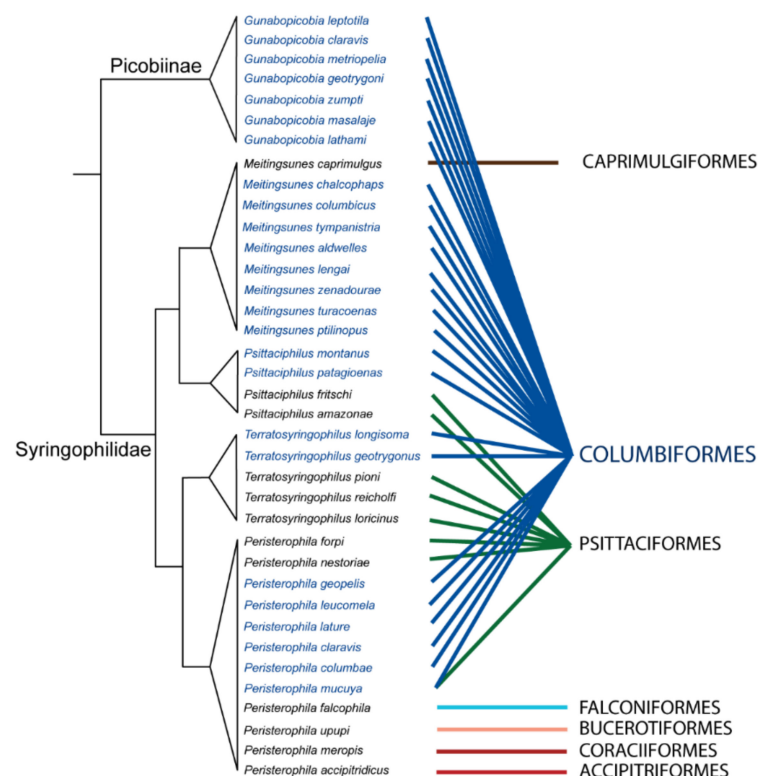 Gunabopicobia leptotila
Gunabopicobia claravis
Gunabopicobia metriopelia
Picobiinae
Gunabopicobia geotrygoni
Gunabopicobia zumpti
Gunabopicobia masalaje
Gunabopicobia lathami
Meitingsunes caprimulgus
CAPRIMULGIFORMES
Meitingsunes chalcophaps
Meitingsunes columbicus
Meitingsunes tympanistria
Meitingsunes aldwelles
Meitingsunes lengai
Meitingsunes zenadourae
Meitingsunes turacoenas
Meitingsunes ptilinopus
Psittaciphilus montanus
Psittaciphilus patagioenas
Psittaciphilus fritschi
Psittaciphilus amazonae
Terratosyringophilus longisoma
Syringophilidae
Terratosyringophilus geotrygonus
COLUMBIFORMES
Terratosyringophilus pioni
Terratosyringophilus reicholfi
Terratosyringophilus loricinus
Peristerophila forpi
PSITTACIFORMES
Peristerophila nestoriae
Peristerophila geopelis
Peristerophila leucomela
Peristerophila lature
Peristerophila claravis
Peristerophila columbae
Peristerophila mucuya
Peristerophila falcophila
FALCONIFORMES
Peristerophila upupi
BUCEROTIFORMES
Peristerophila meropis
CORACIIFORMES
Peristerophila accipitridicus
ACCIPITRIFORMES